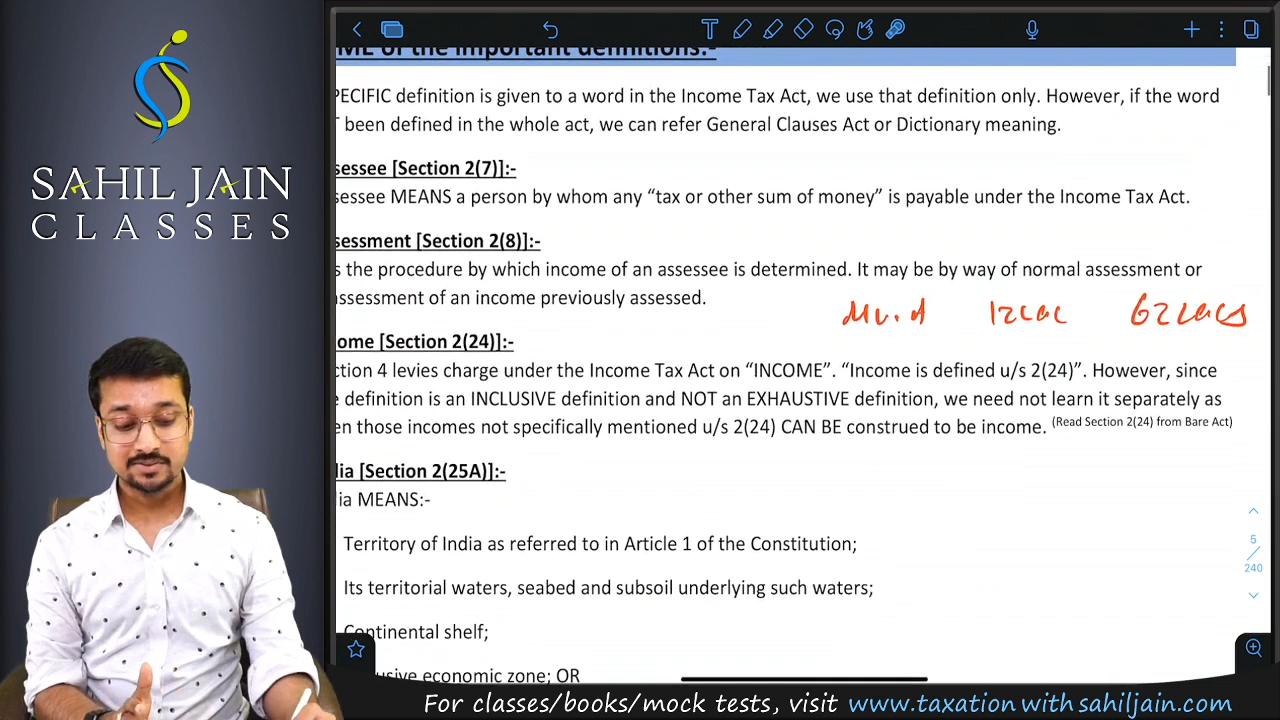 SAHIL JAIN
CLASSES
ME of the important definitions:-
PECIFIC definition is given to a word in the Income Tax Act, we use that definition only. However, if the word
T been defined in the whole act, we can refer General Clauses Act or Dictionary meaning.
sessee [Section 2(7)]:-
sessee MEANS a person by whom any “tax or other sum of money” is payable under the Income Tax Act.
sessment [Section 2(8)]:-
s the procedure by which income of an assessee is determined. It may be by way of normal assessment or
assessment of an income previously assessed.
12 Lac 62 Lacs
ome [Section 2(24)]:-
ction 4 levies charge under the Income Tax Act on “INCOME”. “Income is defined u/s 2(24)”. However, since
e definition is an INCLUSIVE definition and NOT an EXHAUSTIVE definition, we need not learn it separately as
en those incomes not specifically mentioned u/s 2(24) CAN BE construed to be income. (Read Section 2(24) from Bare Act)
dia [Section 2(25A)]:-
ia MEANS:-
Territory of India as referred to in Article 1 of the Constitution;
Its territorial waters, seabed and subsoil underlying such waters;
Continental shelf;
usive economic zone; OR
5
/
240
For classes/books/mock tests, visit www.taxationwithsahiljain.com